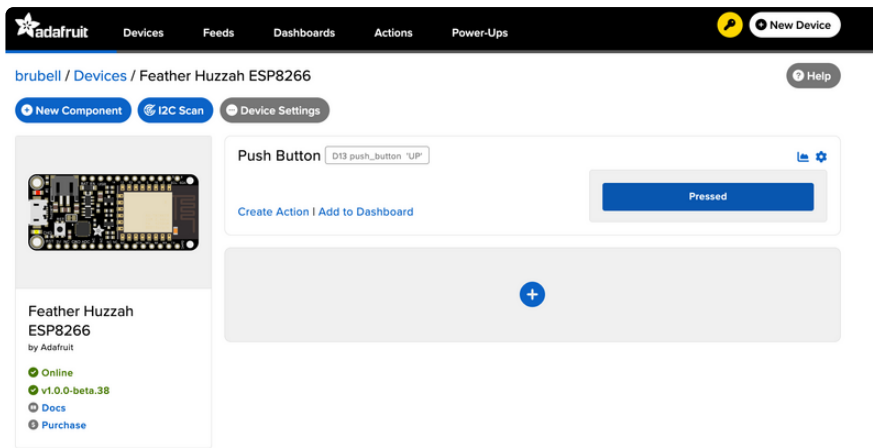 adafruit Devices Feeds Dashboards Actions Power-Ups New Device
brubell / Devices / Feather Huzzah ESP8266 Help
New Component I2C Scan Device Settings
Push Button D13 push_button 'UP'
Pressed
Create Action | Add to Dashboard
Feather Huzzah
ESP8266
by Adafruit
Online
v1.0.0-beta.38
Docs
Purchase